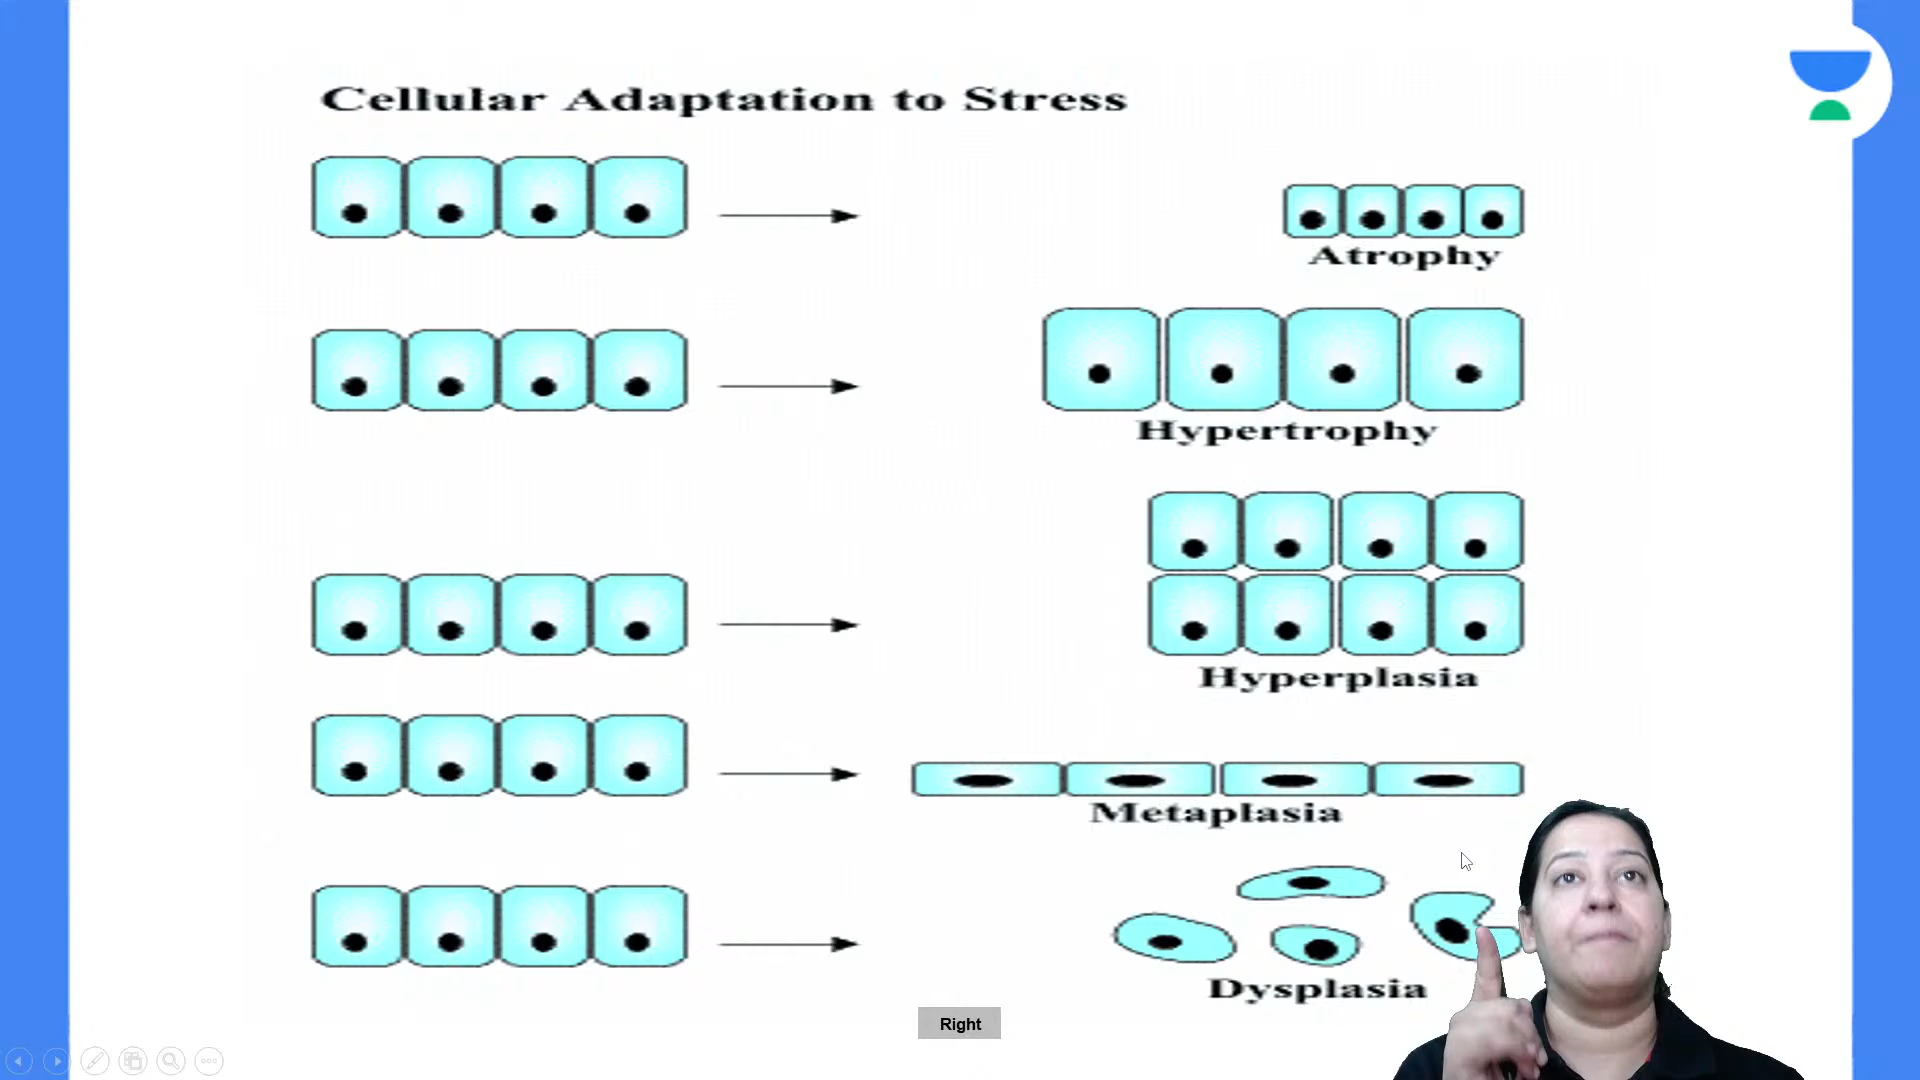 Cellular Adaptation to Stress
Atrophy
Hypertrophy
Hyperplasia
Metaplasia
Dysplasia
Right